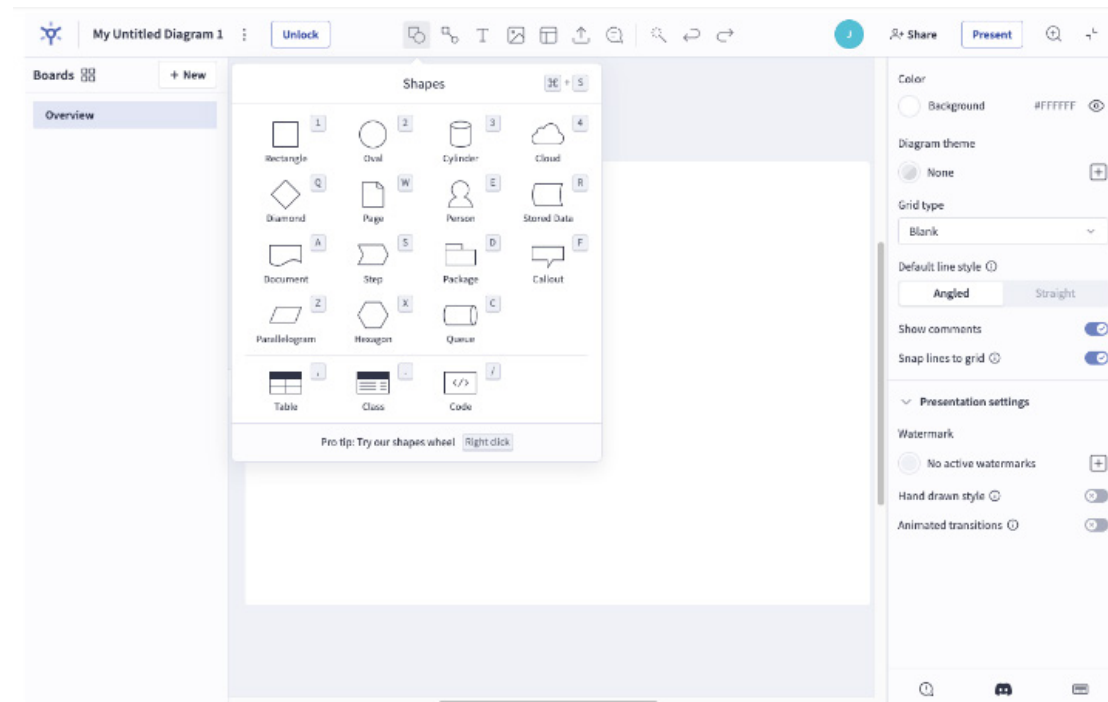 My Untitled Diagram 1
Unlock
J
Share
Present
Boards
+ New
Overview
Shapes
⌘ + S
1
2
3
4
Rectangle
Oval
Cylinder
Cloud
Q
W
E
R
Diamond
Page
Person
Stored Data
A
S
D
F
Document
Step
Package
Callout
Z
X
C
Parallelogram
Hexagon
Queue
,
.
/
</>
Table
Class
Code
Pro tip: Try our shapes wheel Right click
Color
Background #FFFFFF
Diagram theme
None
Grid type
Blank
Default line style
Angled
Straight
Show comments
Snap lines to grid
Presentation settings
Watermark
No active watermarks
Hand drawn style
Animated transitions